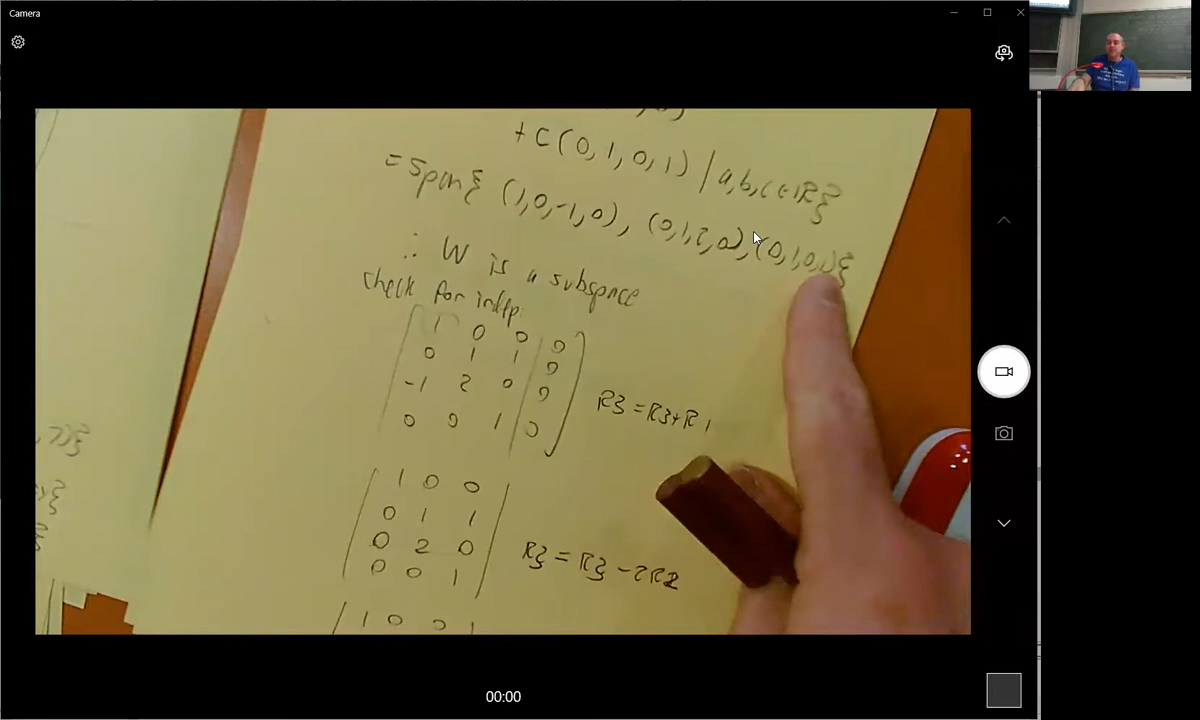 Camera
+ C(0,1,0,1) | a,b,c ∈ ℝ}
= Span{ (1,0,-1,0), (0,1,2,0), (0,1,0,1)}
∴ W is a subspace
check for indep.
1 0 0 0
0 1 1 0
-1 2 0 0
0 0 1 0
R3 = R3 + R1
1 0 0
0 1 1
0 2 0
0 0 1
R3 = R3 - 2R2
1 0 0
00:00